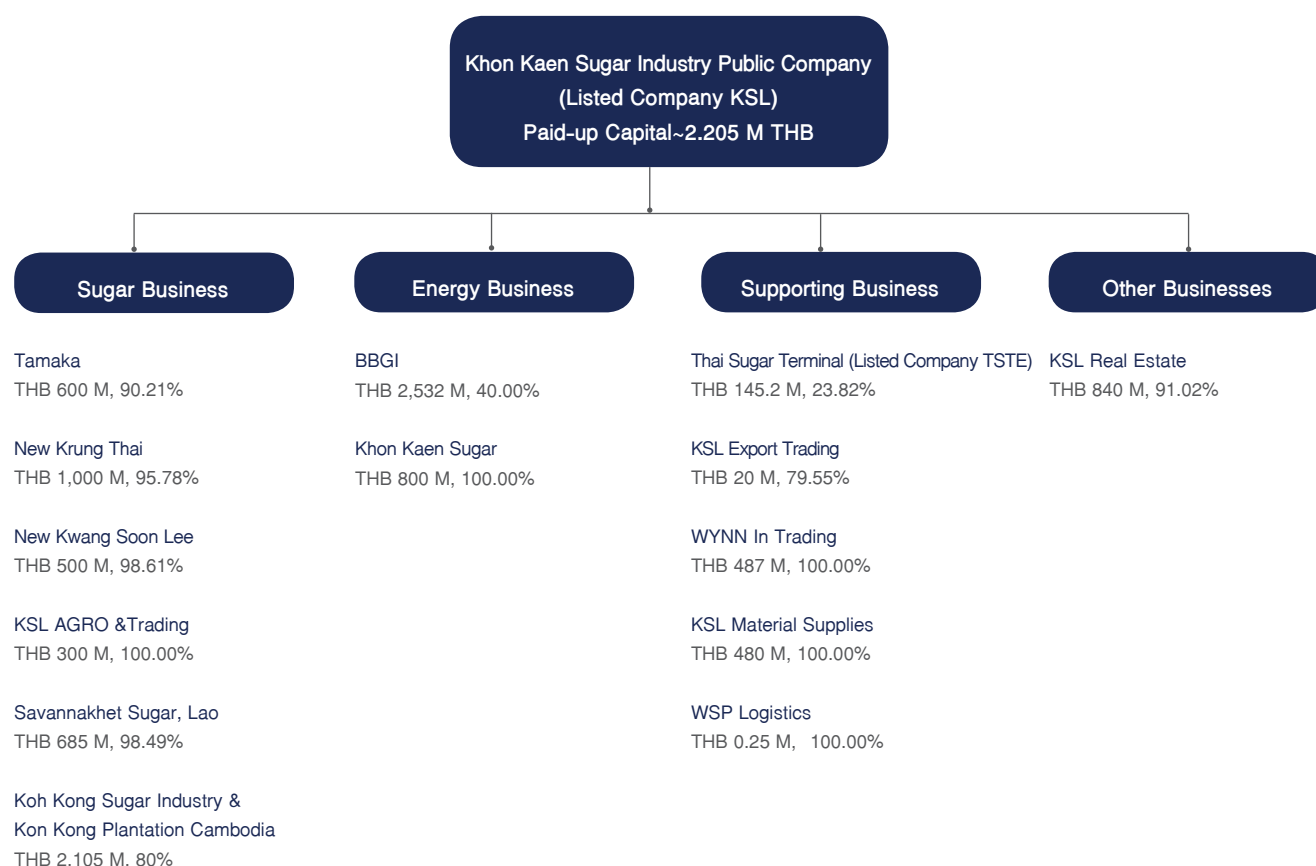 Khon Kaen Sugar Industry Public Company
(Listed Company KSL)
Paid-up Capital~2.205 M THB
Sugar Business
Tamaka
THB 600 M, 90.21%
New Krung Thai
THB 1,000 M, 95.78%
New Kwang Soon Lee
THB 500 M, 98.61%
KSL AGRO &Trading
THB 300 M, 100.00%
Savannakhet Sugar, Lao
THB 685 M, 98.49%
Koh Kong Sugar Industry &
Kon Kong Plantation Cambodia
THB 2.105 M. 80%
Energy Business
BBGI
THB 2,532 M, 40.00%
Khon Kaen Sugar
THB 800 M, 100.00%
Supporting Business
Thai Sugar Terminal (Listed Company TSTE)
THB 145.2 M, 23.82%
KSL Export Trading
THB 20 M, 79.55%
WYNN In Trading
THB 487 M, 100.00%
KSL Material Supplies
THB 480 M, 100.00%
WSP Logistics
THB 0.25 M, 100.00%
Other Businesses
KSL Real Estate
THB 840 M, 91.02%